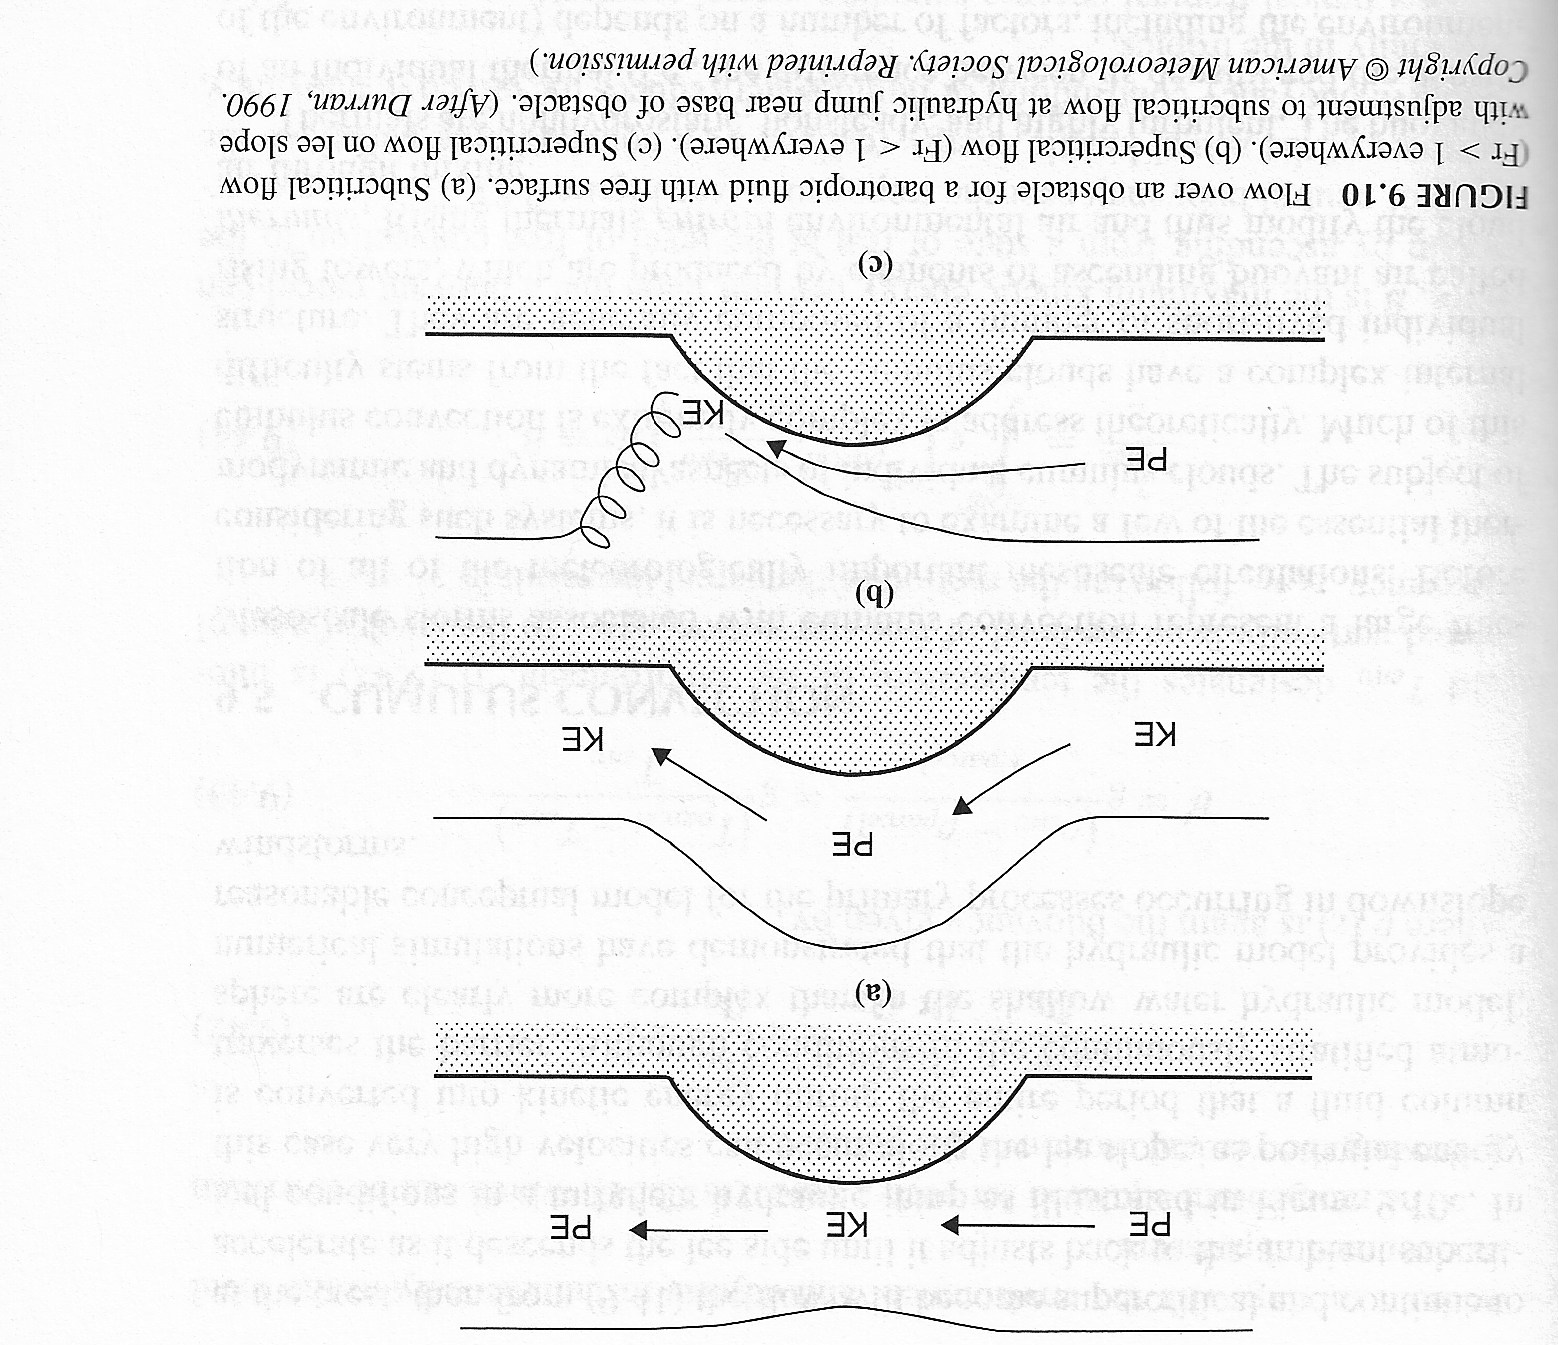 PE KE PE
(a)
PE
KE KE
(b)
PE
KE
(c)
FIGURE 9.10 Flow over an obstacle for a barotropic fluid with free surface. (a) Subcritical flow
(Fr > 1 everywhere). (b) Supercritical flow (Fr < 1 everywhere). (c) Supercritical flow on lee slope
with adjustment to subcritical flow at hydraulic jump near base of obstacle. (After Durran, 1990.
Copyright © American Meteorological Society. Reprinted with permission.)